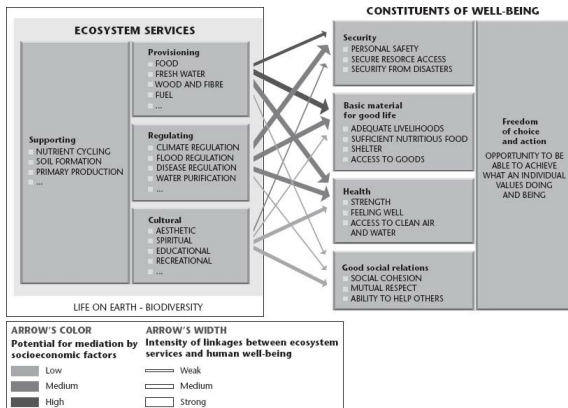 ECOSYSTEM SERVICES
Supporting
NUTRIENT CYCLING
SOIL FORMATION
PRIMARY PRODUCTION
...
Provisioning
FOOD
FRESH WATER
WOOD AND FIBRE
FUEL
...
Regulating
CLIMATE REGULATION
FLOOD REGULATION
DISEASE REGULATION
WATER PURIFICATION
...
Cultural
AESTHETIC
SPIRITUAL
EDUCATIONAL
RECREATIONAL
...
LIFE ON EARTH - BIODIVERSITY
CONSTITUENTS OF WELL-BEING
Security
PERSONAL SAFETY
SECURE RESORCE ACCESS
SECURITY FROM DISASTERS
Basic material
for good life
ADEQUATE LIVELIHOODS
SUFFICIENT NUTRITIOUS FOOD
SHELTER
ACCESS TO GOODS
Health
STRENGTH
FEELING WELL
ACCESS TO CLEAN AIR
AND WATER
Good social relations
SOCIAL COHESION
MUTUAL RESPECT
ABILITY TO HELP OTHERS
Freedom
of choice
and action
OPPORTUNITY TO BE
ABLE TO ACHIEVE
WHAT AN INDIVIDUAL
VALUES DOING
AND BEING
ARROW'S COLOR
Potential for mediation by
socioeconomic factors
Low
Medium
High
ARROW'S WIDTH
Intensity of linkages between ecosystem
services and human well-being
Weak
Medium
Strong